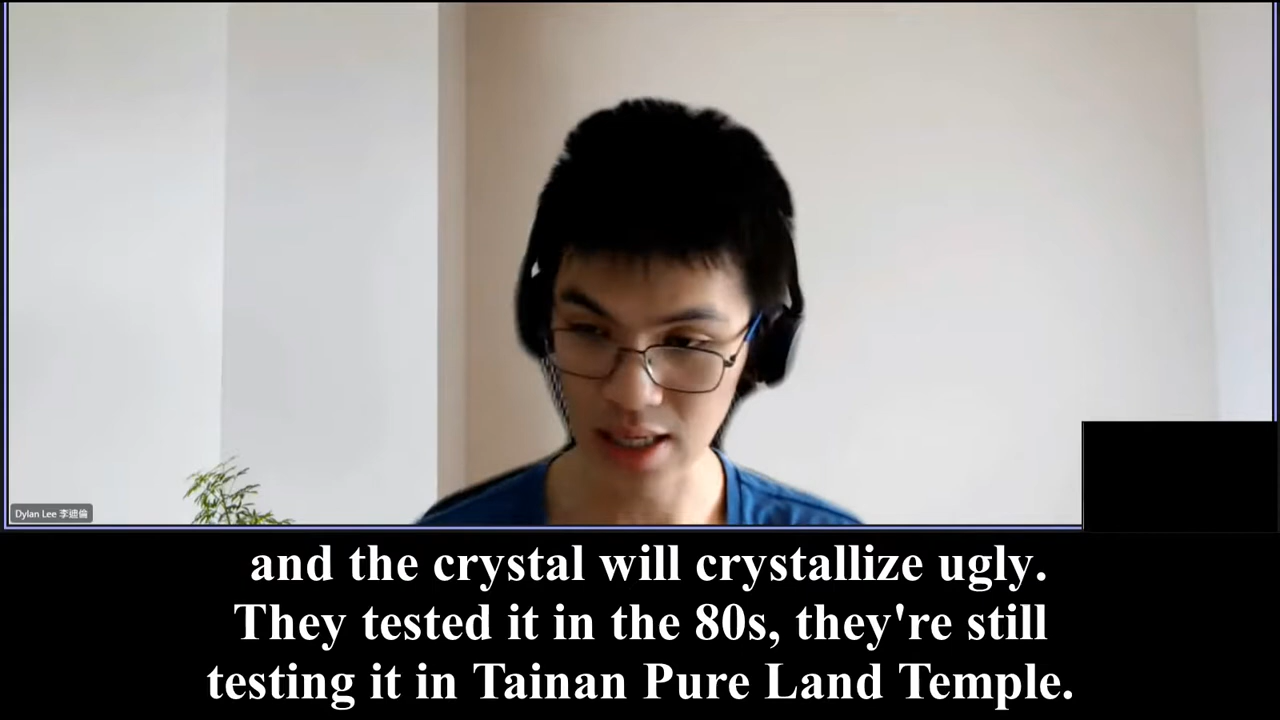 Dylan Lee 李迪倫
and the crystal will crystallize ugly.
They tested it in the 80s, they're still
testing it in Tainan Pure Land Temple.